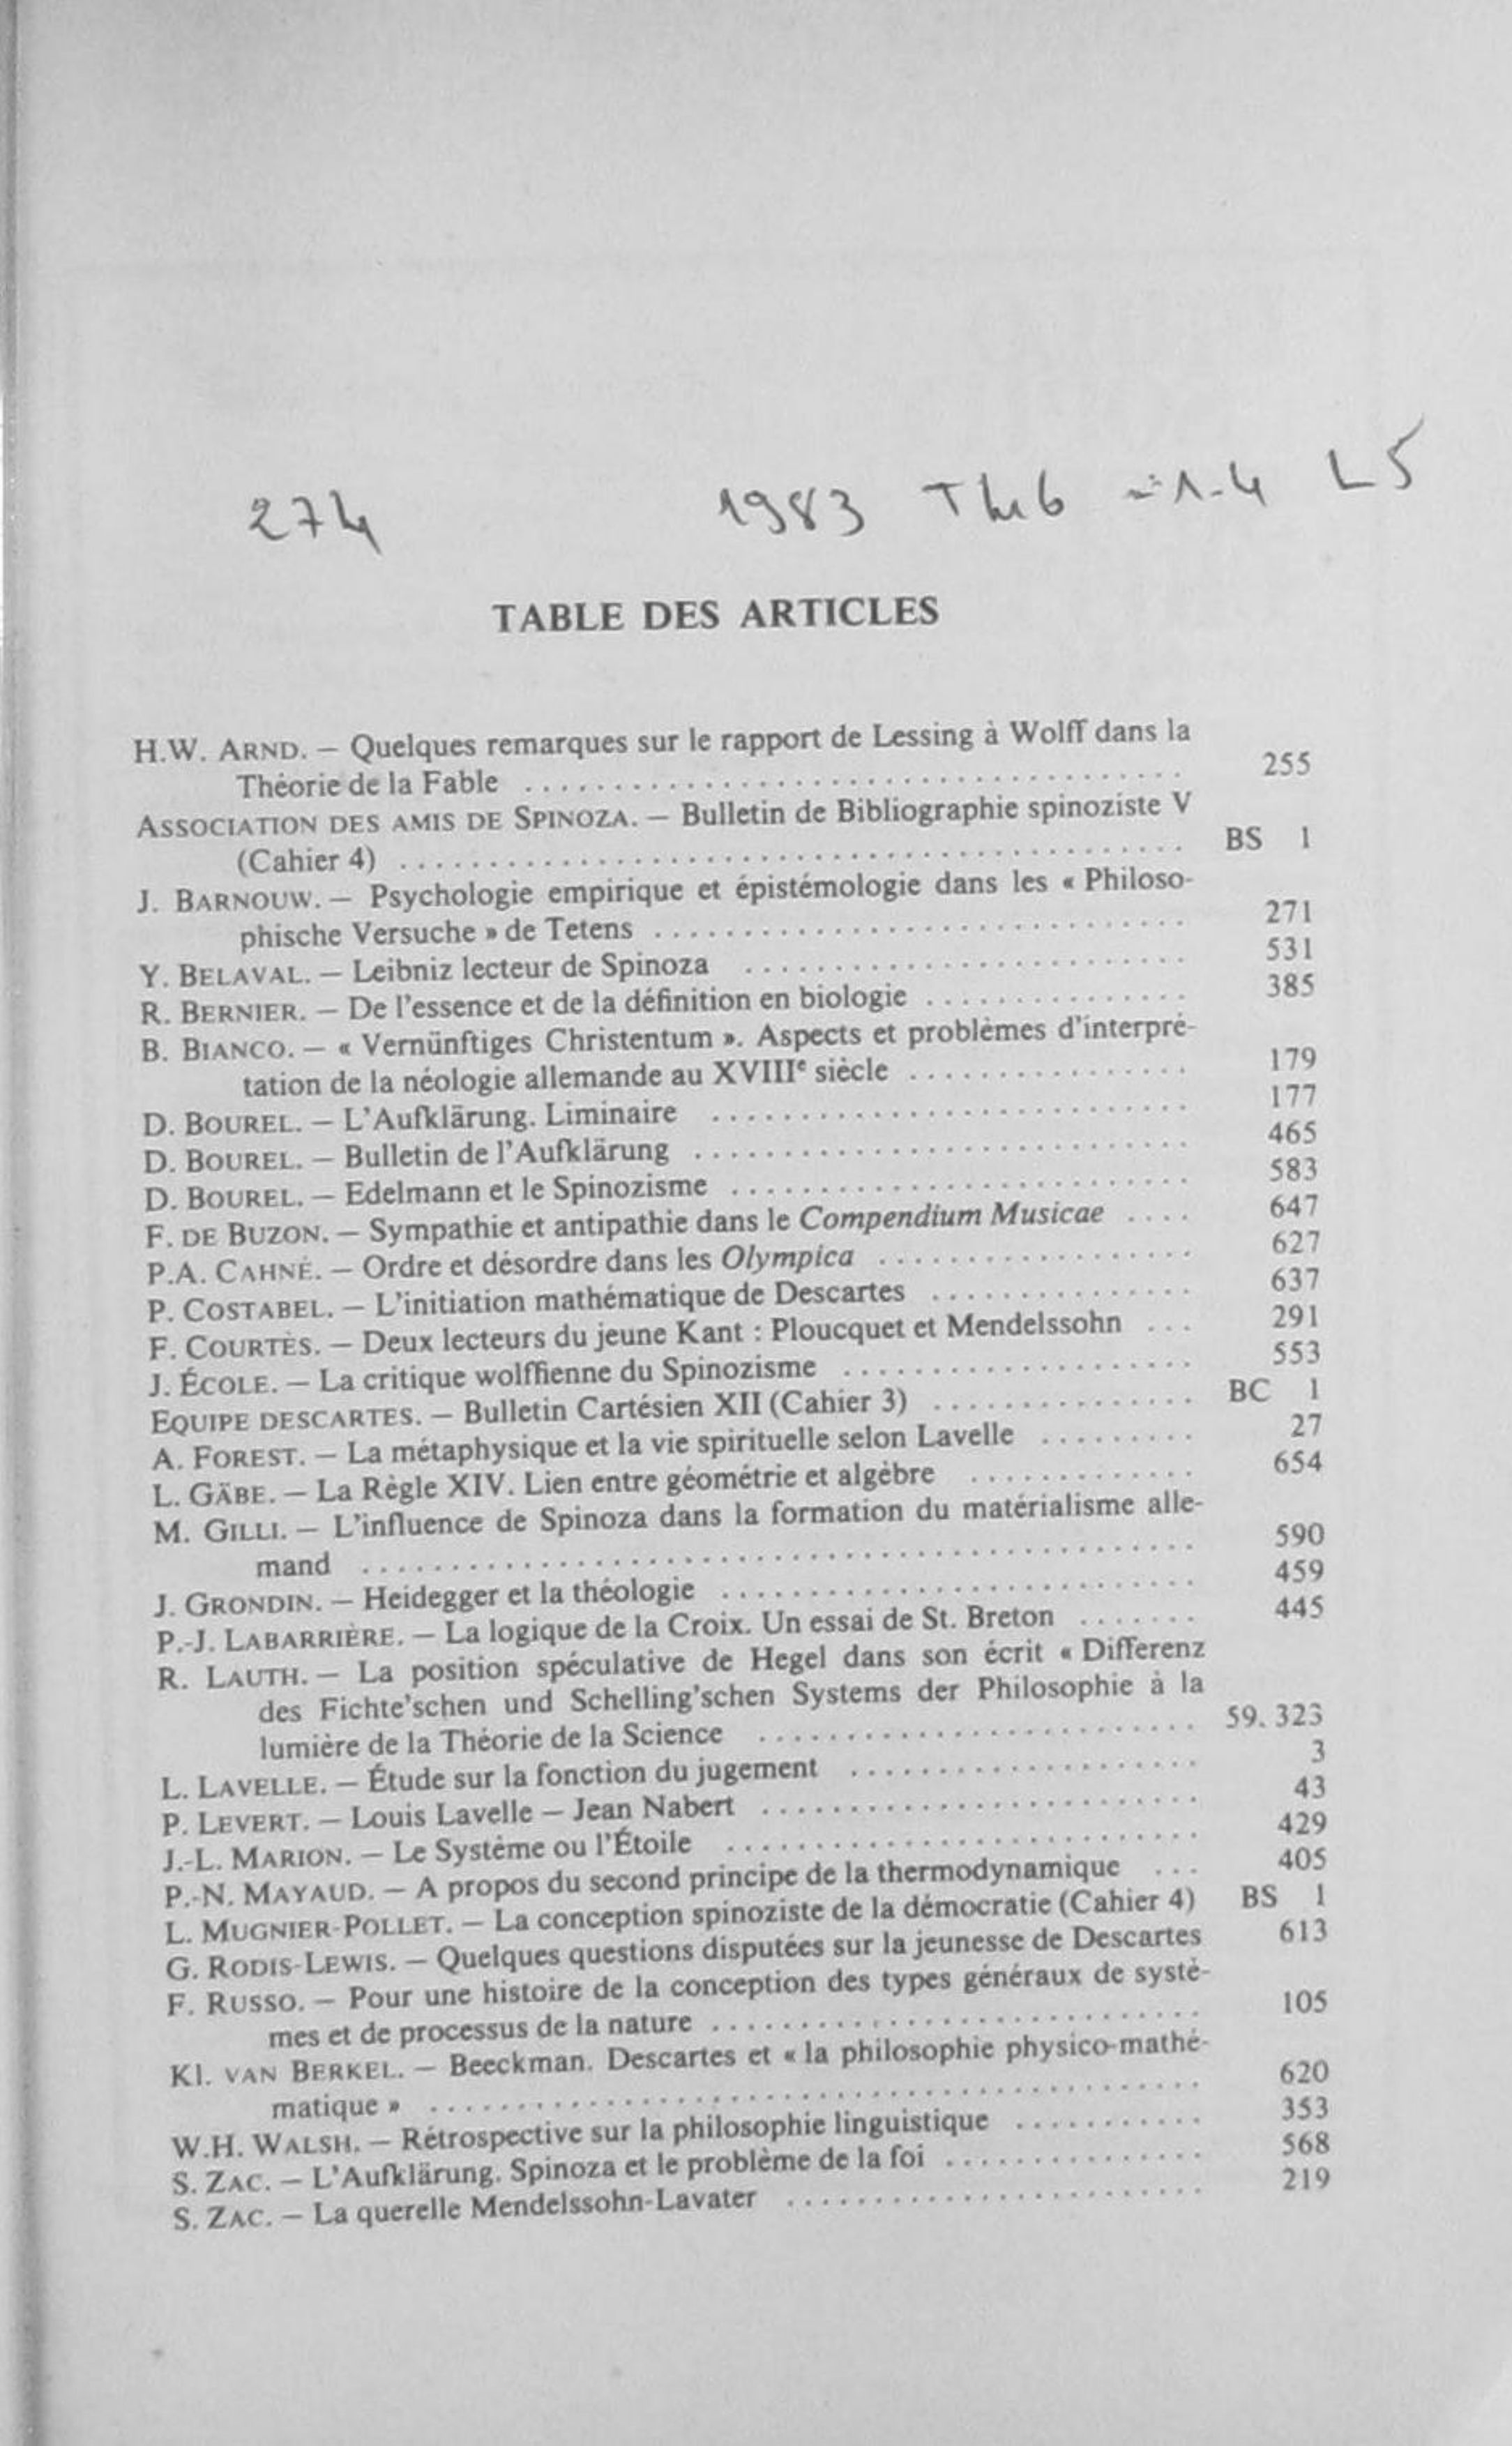 274 1983 L5
TABLE DES ARTICLES
H.W. ARND. — Quelques remarques sur le rapport de Lessing à Wolff dans la
Théorie de la Fable ........ 255
ASSOCIATION DES AMIS DE SPINOZA. — Bulletin de Bibliographie spinoziste V
(Cahier 4) ........ BS 1
J. BARNOUW. — Psychologie empirique et épistémologie dans les « Philoso-
phische Versuche » de Tetens ........ 271
Y. BELAVAL. — Leibniz lecteur de Spinoza ........ 531
R. BERNIER. — De l'essence et de la définition en biologie ........ 385
B. BIANCO. — « Vernünftiges Christentum ». Aspects et problèmes d'interpré-
tation de la néologie allemande au XVIIIe siècle ........ 179
D. BOUREL. — L'Aufklärung. Liminaire ........ 177
D. BOUREL. — Bulletin de l'Aufklärung ........ 465
D. BOUREL. — Edelmann et le Spinozisme ........ 583
F. DE BUZON. — Sympathie et antipathie dans le Compendium Musicae .... 647
P.A. CAHNÉ. — Ordre et désordre dans les Olympica ........ 627
P. COSTABEL. — L'initiation mathématique de Descartes ........ 637
F. COURTÈS. — Deux lecteurs du jeune Kant : Ploucquet et Mendelssohn ... 291
J. ÉCOLE. — La critique wolffienne du Spinozisme ........ 553
EQUIPE DESCARTES. — Bulletin Cartésien XII (Cahier 3) ........ BC 1
A. FOREST. — La métaphysique et la vie spirituelle selon Lavelle ........ 27
L. GÄBE. — La Règle XIV. Lien entre géométrie et algèbre ........ 654
M. GILLI. — L'influence de Spinoza dans la formation du matérialisme alle-
mand ........ 590
J. GRONDIN. — Heidegger et la théologie ........ 459
P.-J. LABARRIÈRE. — La logique de la Croix. Un essai de St. Breton ....... 445
R. LAUTH. — La position spéculative de Hegel dans son écrit « Differenz
des Fichte'schen und Schelling'schen Systems der Philosophie à la
lumière de la Théorie de la Science ........ 59. 323
L. LAVELLE. — Étude sur la fonction du jugement ........ 3
P. LEVERT. — Louis Lavelle — Jean Nabert ........ 43
J.-L. MARION. — Le Système ou l'Étoile ........ 429
P.-N. MAYAUD. — A propos du second principe de la thermodynamique ... 405
L. MUGNIER-POLLET. — La conception spinoziste de la démocratie (Cahier 4) BS 1
G. RODIS-LEWIS. — Quelques questions disputées sur la jeunesse de Descartes 613
F. RUSSO. — Pour une histoire de la conception des types généraux de systè-
mes et de processus de la nature ........ 105
Kl. VAN BERKEL. — Beeckman. Descartes et « la philosophie physico-mathé-
matique » ........ 620
W.H. WALSH. — Rétrospective sur la philosophie linguistique ........ 353
S. ZAC. — L'Aufklärung. Spinoza et le problème de la foi ........ 568
S. ZAC. — La querelle Mendelssohn-Lavater ........ 219